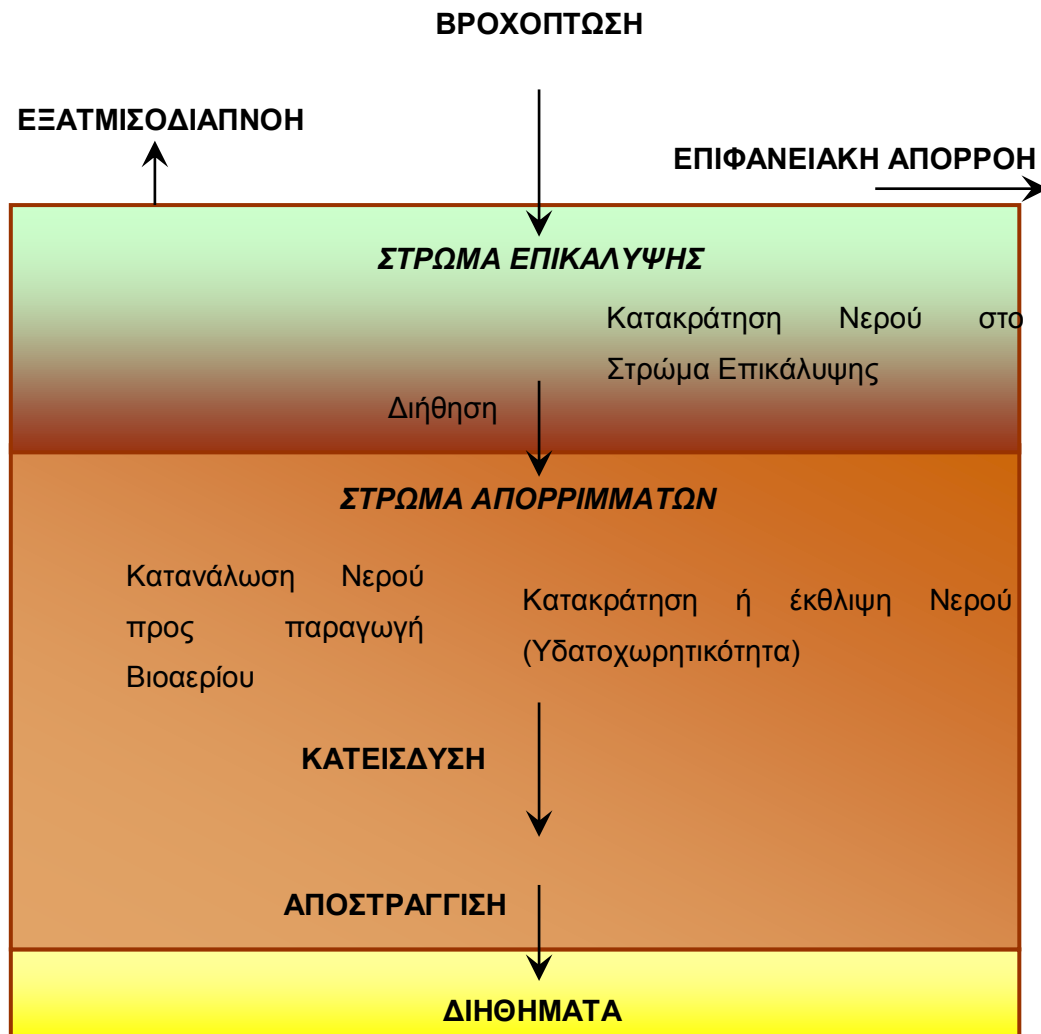 ΒΡΟΧΟΠΤΩΣΗ
ΕΞΑΤΜΙΣΟΔΙΑΠΝΟΗ
ΕΠΙΦΑΝΕΙΑΚΗ ΑΠΟΡΡΟΗ
ΣΤΡΩΜΑ ΕΠΙΚΑΛΥΨΗΣ
Κατακράτηση Νερού στο
Στρώμα Επικάλυψης
Διήθηση
ΣΤΡΩΜΑ ΑΠΟΡΡΙΜΜΑΤΩΝ
Κατανάλωση Νερού
προς παραγωγή
Βιοαερίου
Κατακράτηση ή έκθλιψη Νερού
(Υδατοχωρητικότητα)
ΚΑΤΕΙΣΔΥΣΗ
ΑΠΟΣΤΡΑΓΓΙΣΗ
ΔΙΗΘΗΜΑΤΑ